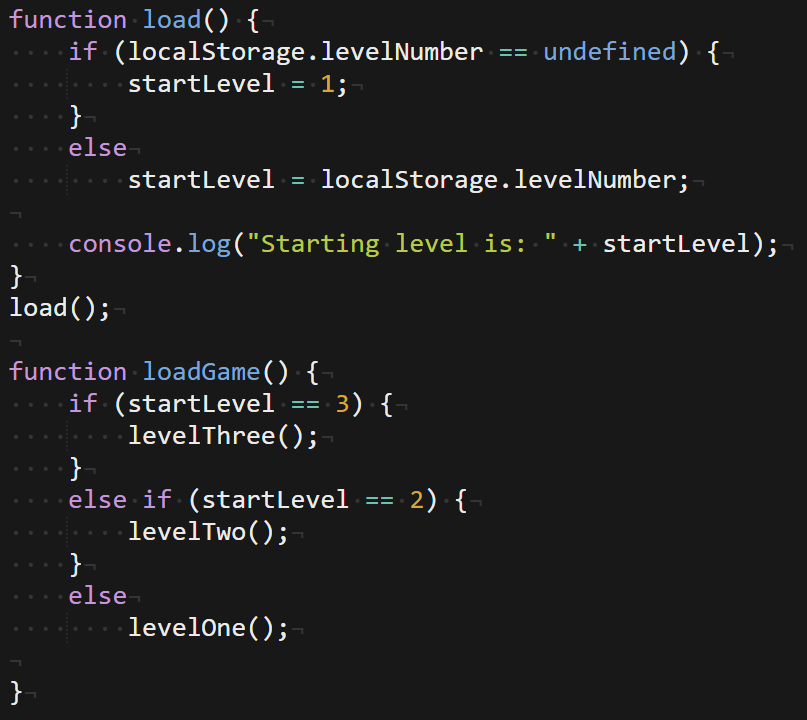 function load() {
    if (localStorage.levelNumber == undefined) {
        startLevel = 1;
    }
    else
        startLevel = localStorage.levelNumber;

    console.log("Starting level is: " + startLevel);
}
load();

function loadGame() {
    if (startLevel == 3) {
        levelThree();
    }
    else if (startLevel == 2) {
        levelTwo();
    }
    else
        levelOne();

}